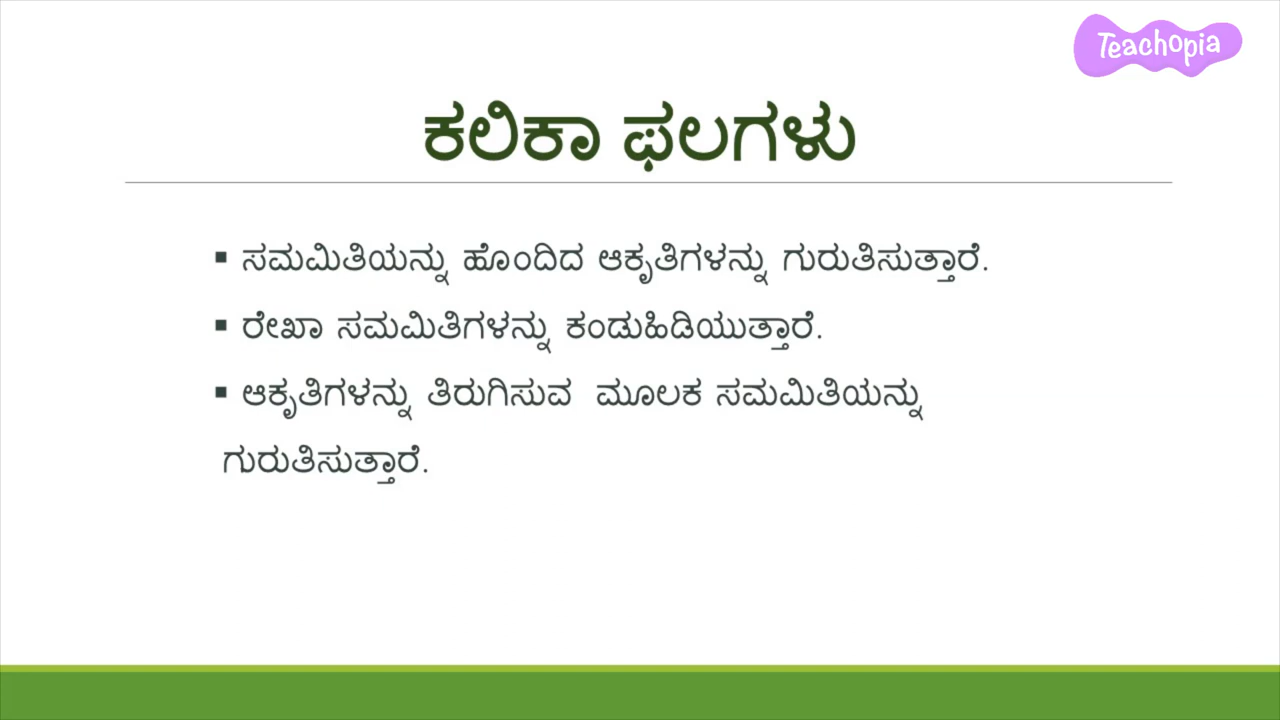 Teachopia
ಕಲಿಕಾ ಫಲಗಳು
▪ ಸಮಮಿತಿಯನ್ನು ಹೊಂದಿದ ಆಕೃತಿಗಳನ್ನು ಗುರುತಿಸುತ್ತಾರೆ.
▪ ರೇಖಾ ಸಮಮಿತಿಗಳನ್ನು ಕಂಡುಹಿಡಿಯುತ್ತಾರೆ.
▪ ಆಕೃತಿಗಳನ್ನು ತಿರುಗಿಸುವ ಮೂಲಕ ಸಮಮಿತಿಯನ್ನು
ಗುರುತಿಸುತ್ತಾರೆ.